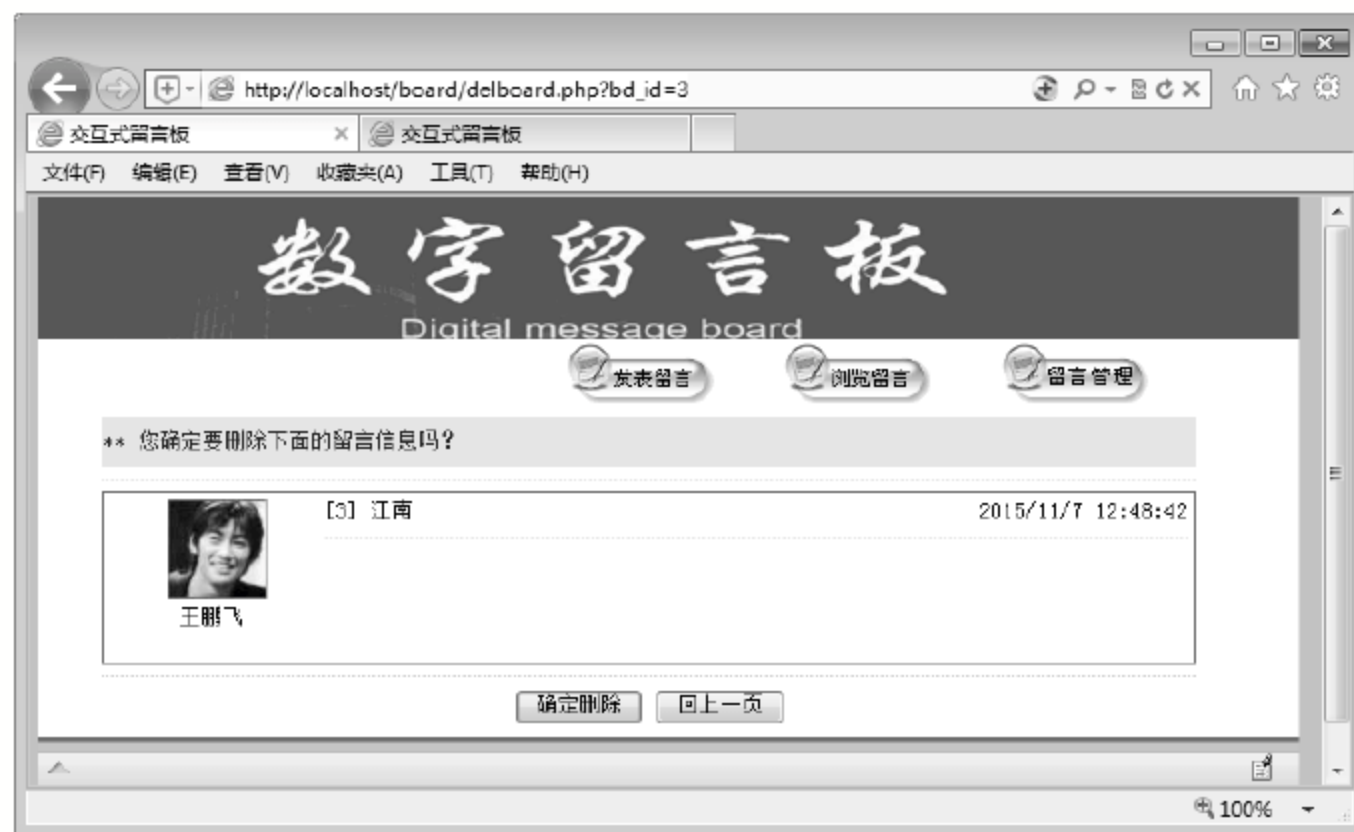 http://localhost/board/delboard.php?bd_id=3
交互式留言板 交互式留言板
文件(F) 编辑(E) 查看(V) 收藏夹(A) 工具(T) 帮助(H)
数字留言板
Digital message board
发表留言 浏览留言 留言管理
** 您确定要删除下面的留言信息吗?
[3] 江南 2015/11/7 12:48:42
王鹏飞
确定删除 回上一页
100%